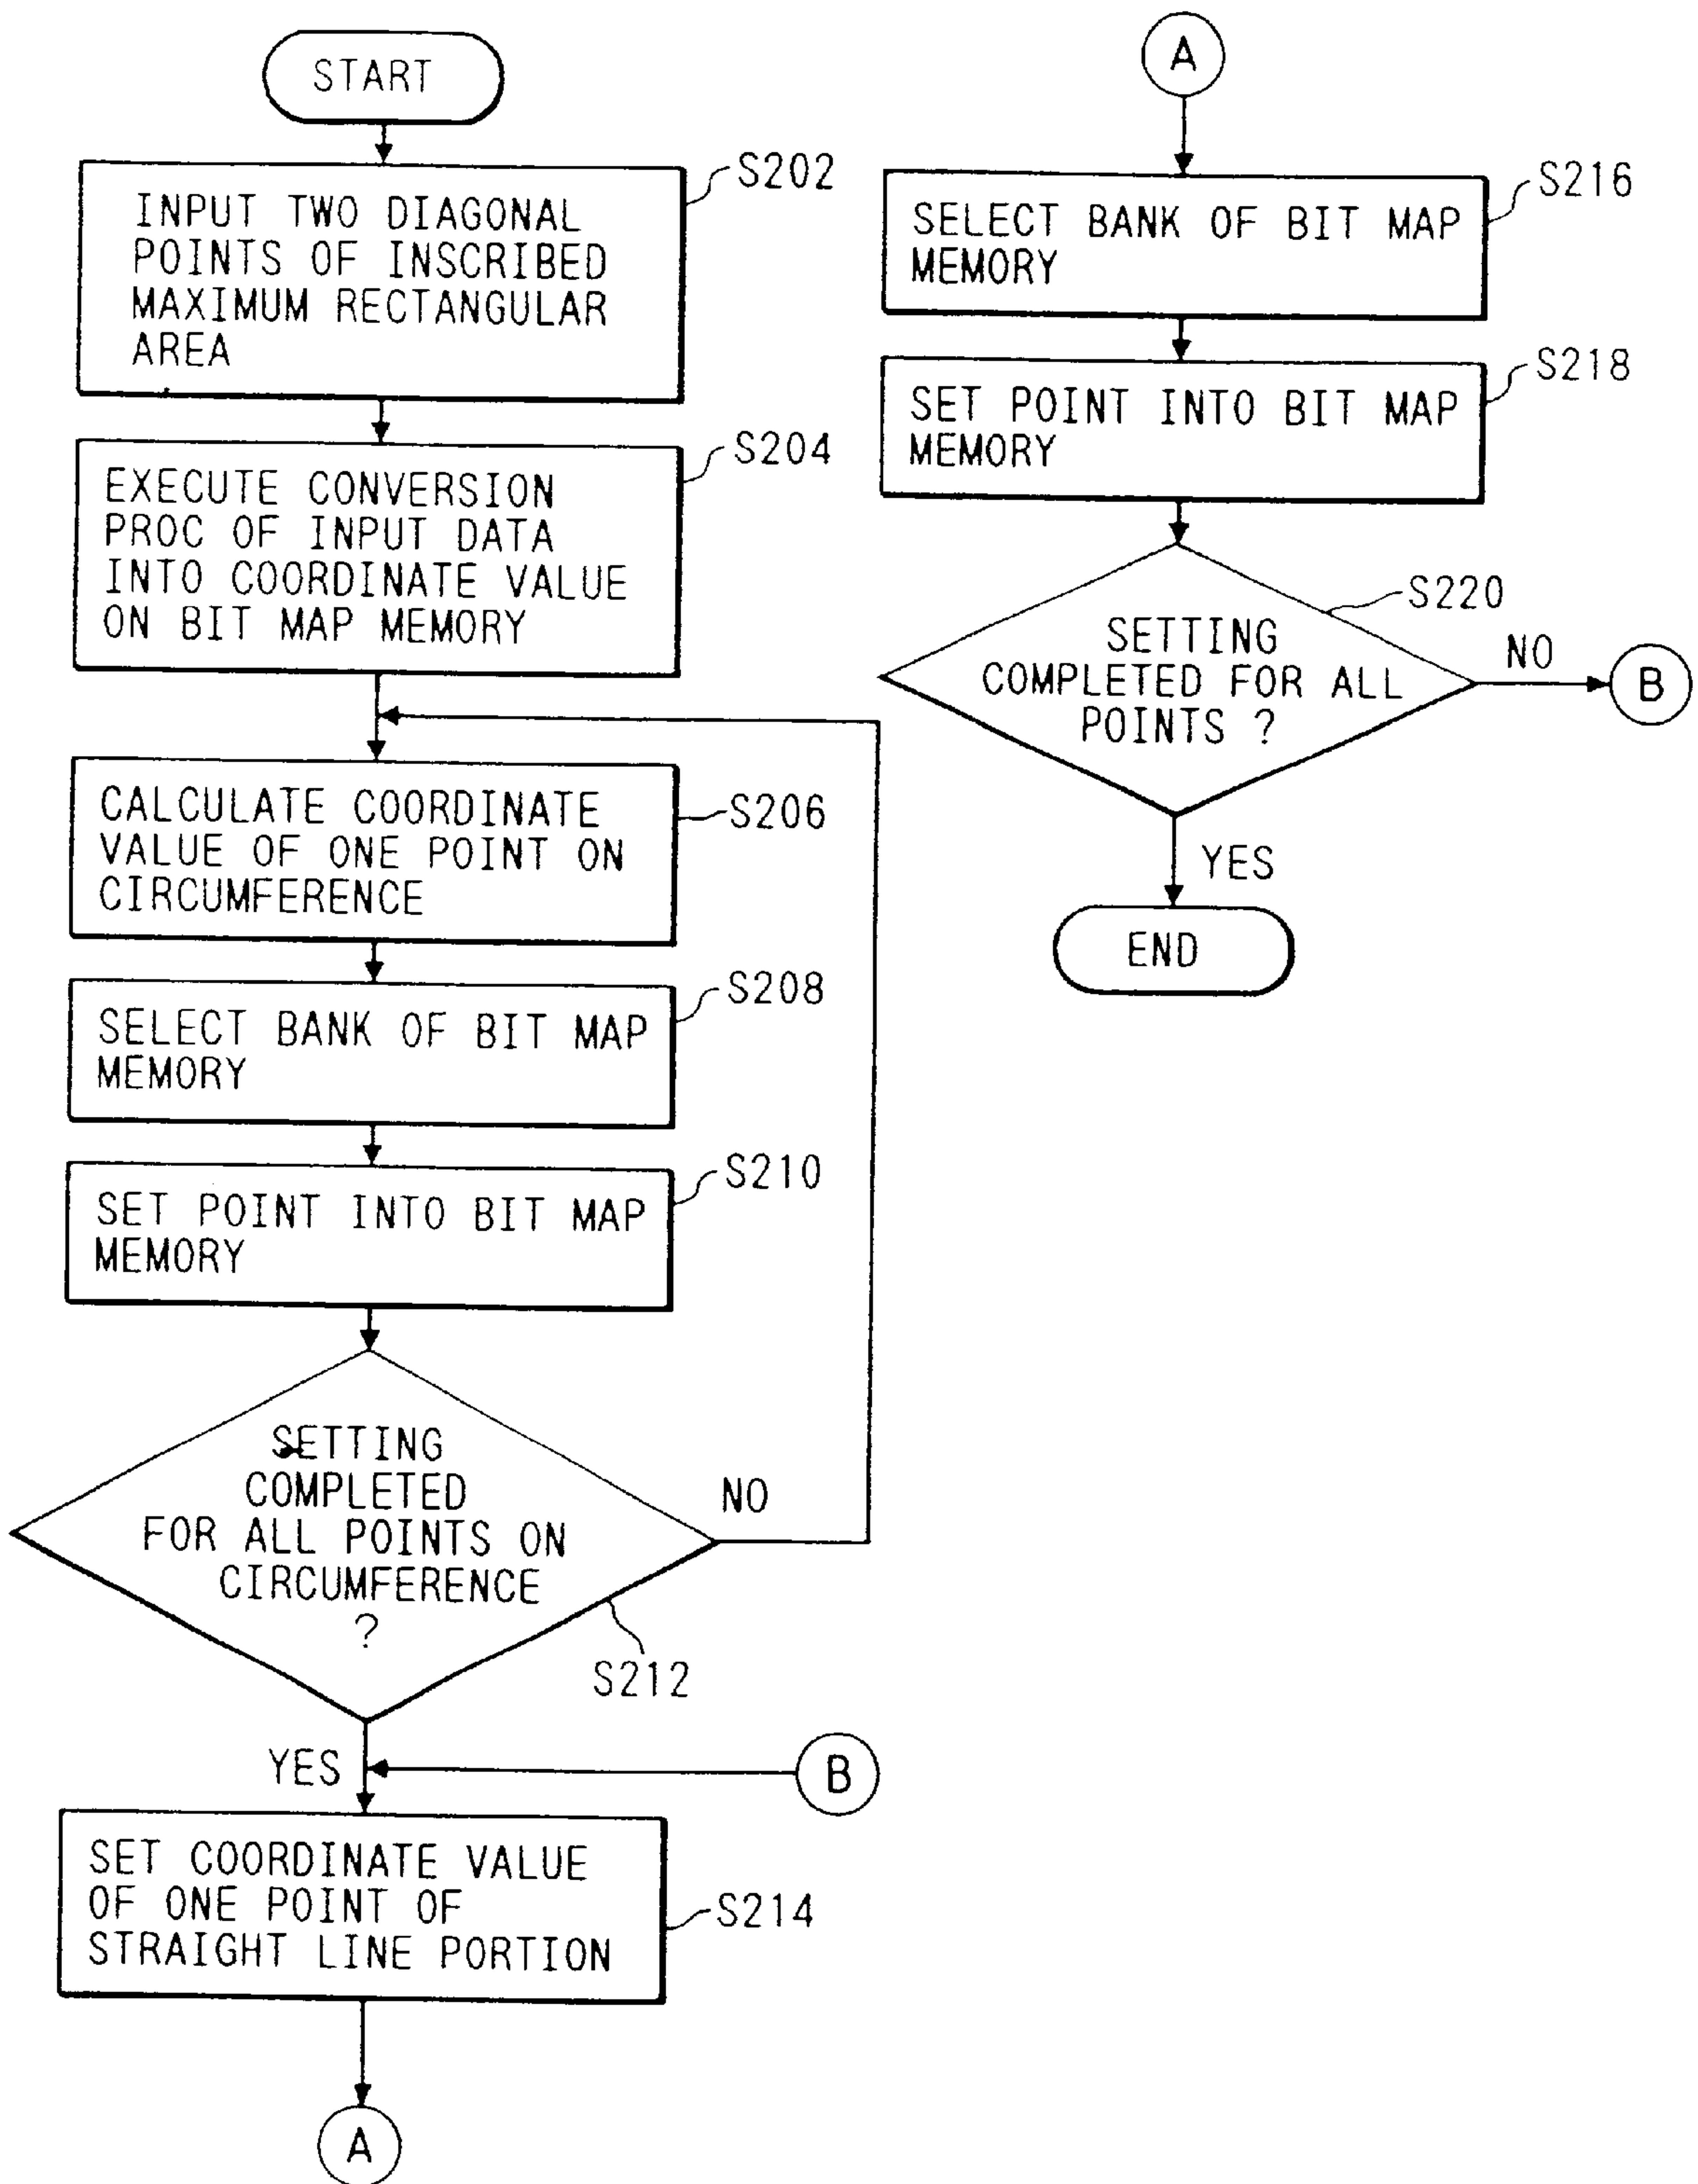 START
S202
INPUT TWO DIAGONAL
POINTS OF INSCRIBED
MAXIMUM RECTANGULAR
AREA
S204
EXECUTE CONVERSION
PROC OF INPUT DATA
INTO COORDINATE VALUE
ON BIT MAP MEMORY
CALCULATE COORDINATE
VALUE OF ONE POINT ON
CIRCUMFERENCE
S206
S208
SELECT BANK OF BIT MAP
MEMORY
S210
SET POINT INTO BIT MAP
MEMORY
SETTING
COMPLETED
FOR ALL POINTS ON
CIRCUMFERENCE
?
NO
S212
YES
B
SET COORDINATE VALUE
OF ONE POINT OF
STRAIGHT LINE PORTION
S214
A
A
S216
SELECT BANK OF BIT MAP
MEMORY
S218
SET POINT INTO BIT MAP
MEMORY
S220
SETTING
COMPLETED FOR ALL
POINTS ?
NO
B
YES
END